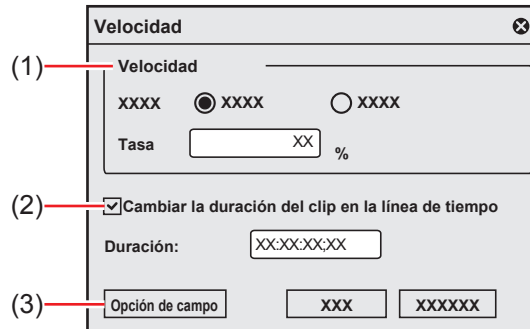 Velocidad
(1) Velocidad
XXXX XXXX XXXX
Tasa XX %
(2) Cambiar la duración del clip en la línea de tiempo
Duración: XX:XX:XX;XX
(3) Opción de campo XXX XXXXXX